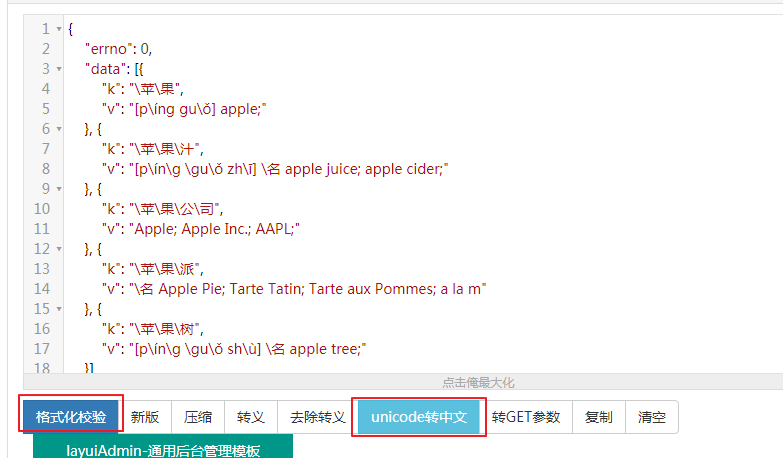 1 {
2 "errno": 0,
3 "data": [{
4 "k": "\苹\果",
5 "v": "[p\íng gu\ǒ] apple;"
6 }, {
7 "k": "\苹\果\汁",
8 "v": "[p\ín\g \gu\ǒ zh\ī] \名 apple juice; apple cider;"
9 }, {
10 "k": "\苹\果\公\司",
11 "v": "Apple; Apple Inc.; AAPL;"
12 }, {
13 "k": "\苹\果\派",
14 "v": "\名 Apple Pie; Tarte Tatin; Tarte aux Pommes; a la m"
15 }, {
16 "k": "\苹\果\树",
17 "v": "[p\ín\g \gu\ǒ sh\ù] \名 apple tree;"
18 }]
点击俺最大化
格式化校验 新版 压缩 转义 去除转义 unicode转中文 转GET参数 复制 清空
layuiAdmin-通用后台管理模板